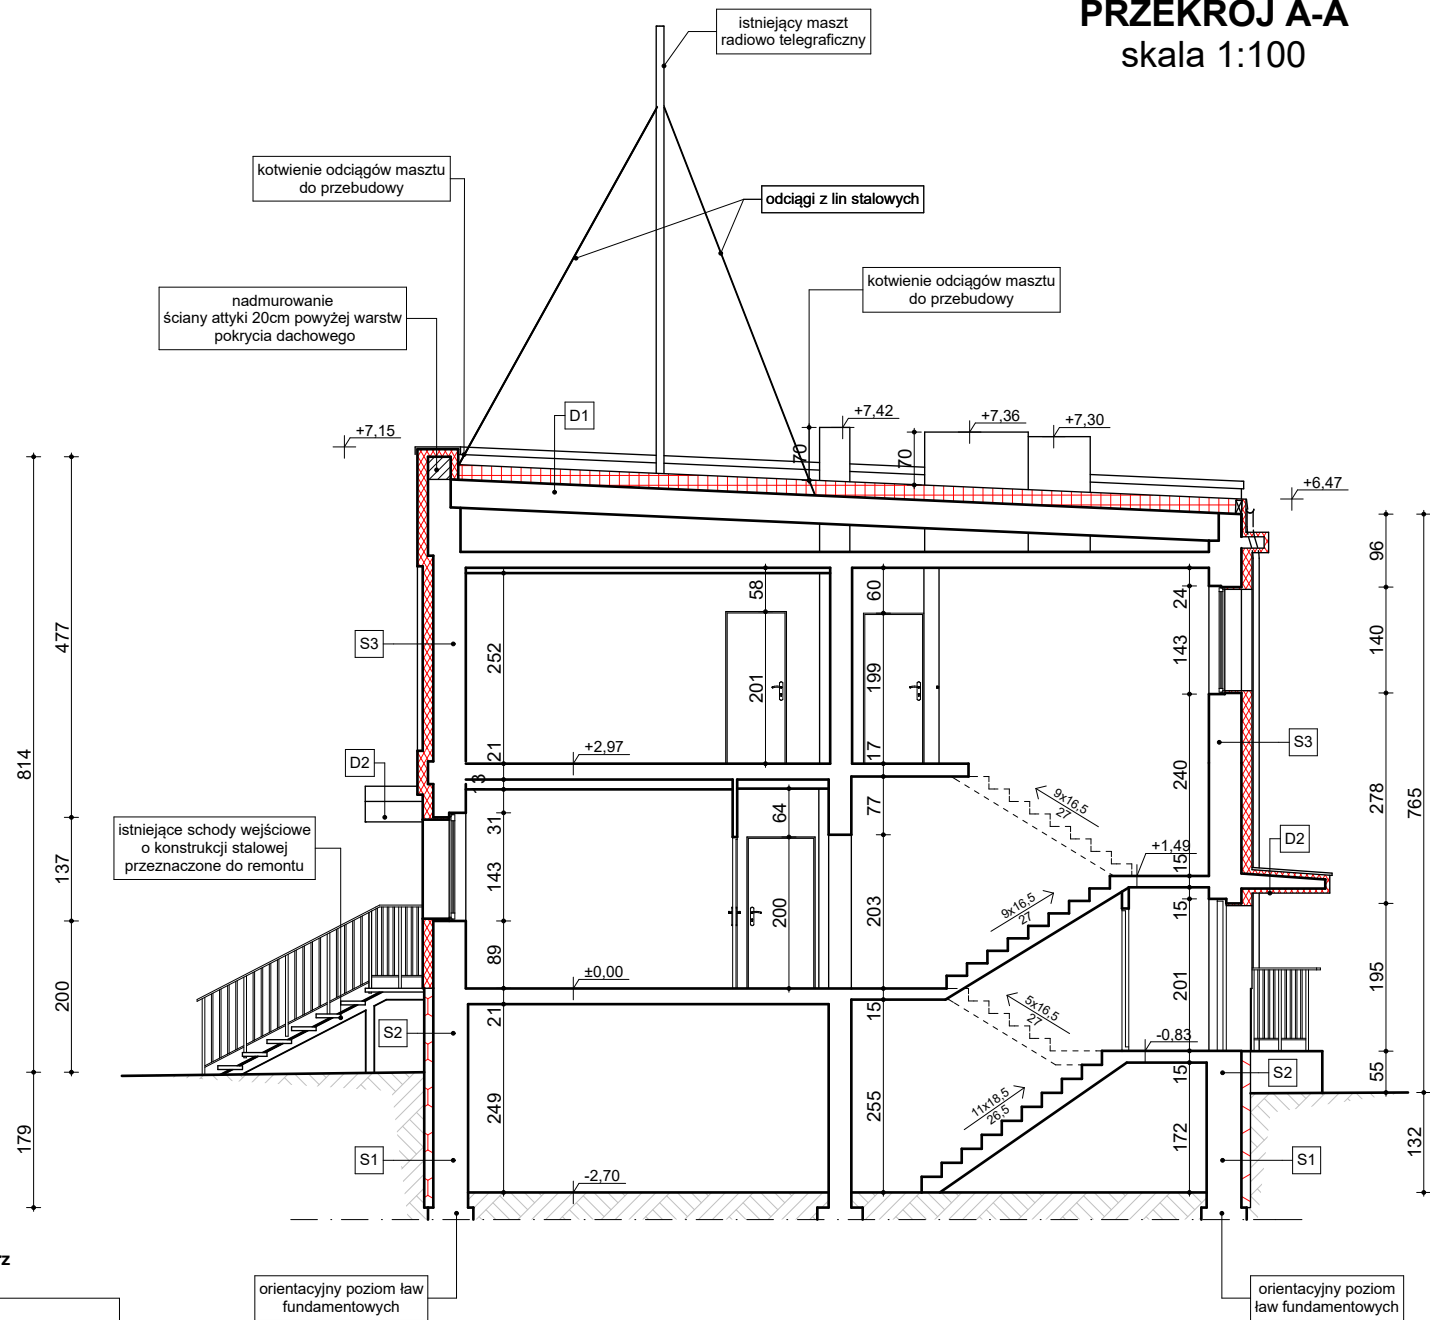 PRZEKRÓJ A-A
skala 1:100
istniejący maszt
radiowo telegraficzny
kotwienie odciągów masztu
do przebudowy
odciągi z lin stalowych
kotwienie odciągów masztu
do przebudowy
nadmurowanie
ściany attyki 20cm powyżej warstw
pokrycia dachowego
D1
+7,15
+7,42
+7,36
+7,30
+6,47
70
70
96
58
60
24
477
S3
252
201
199
143
140
814
21
+2,97
17
S3
D2
13
240
278
765
istniejące schody wejściowe
o konstrukcji stalowej
przeznaczone do remontu
31
64
77
9x16,5
27
+1,49
15
D2
137
143
200
203
9x16,5
27
15
200
89
±0,00
201
195
21
15
5x16,5
27
-0,83
S2
15
S2
55
249
255
11x18,5
26,5
172
179
S1
-2,70
S1
132
rz
orientacyjny poziom ław
fundamentowych
orientacyjny poziom
ław fundamentowych